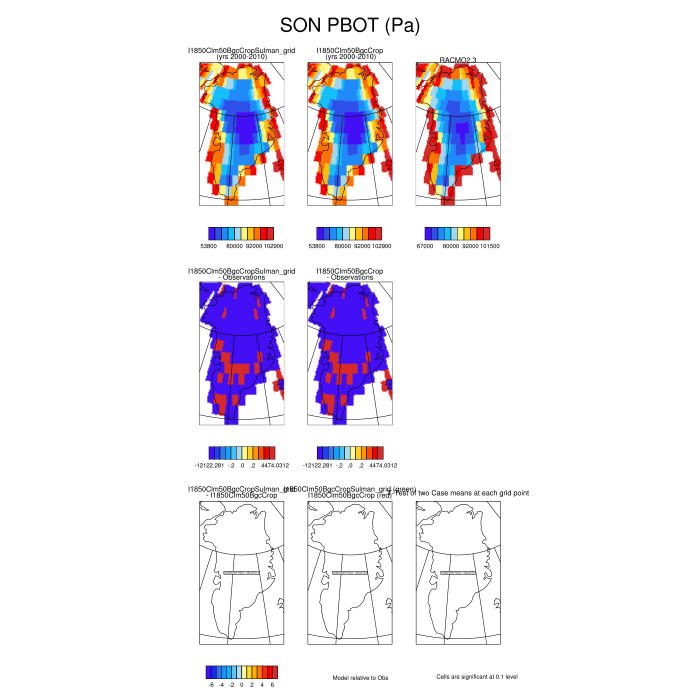 SON PBOT (Pa)
I1850Clm50BgcCropSulman_grid
(yrs 2000-2010)
I1850Clm50BgcCrop
(yrs 2000-2010)
RACMO2.3
53800 80000 92000 102900
53800 80000 92000 102900
67000 80000 92000 101500
I1850Clm50BgcCropSulman_grid
- Observations
I1850Clm50BgcCrop
- Observations
-12122.281 -.2 .0 .2 4474.0312
-12122.281 -.2 .0 .2 4474.0312
I1850Clm50BgcCropSulman_grid
- I1850Clm50BgcCrop
I1850Clm50BgcCropSulman_grid (green)
I1850Clm50BgcCrop (red)
T-Test of two Case means at each grid point
-6 -4 -2 0 2 4 6
Model relative to Obs
Cells are significant at 0.1 level